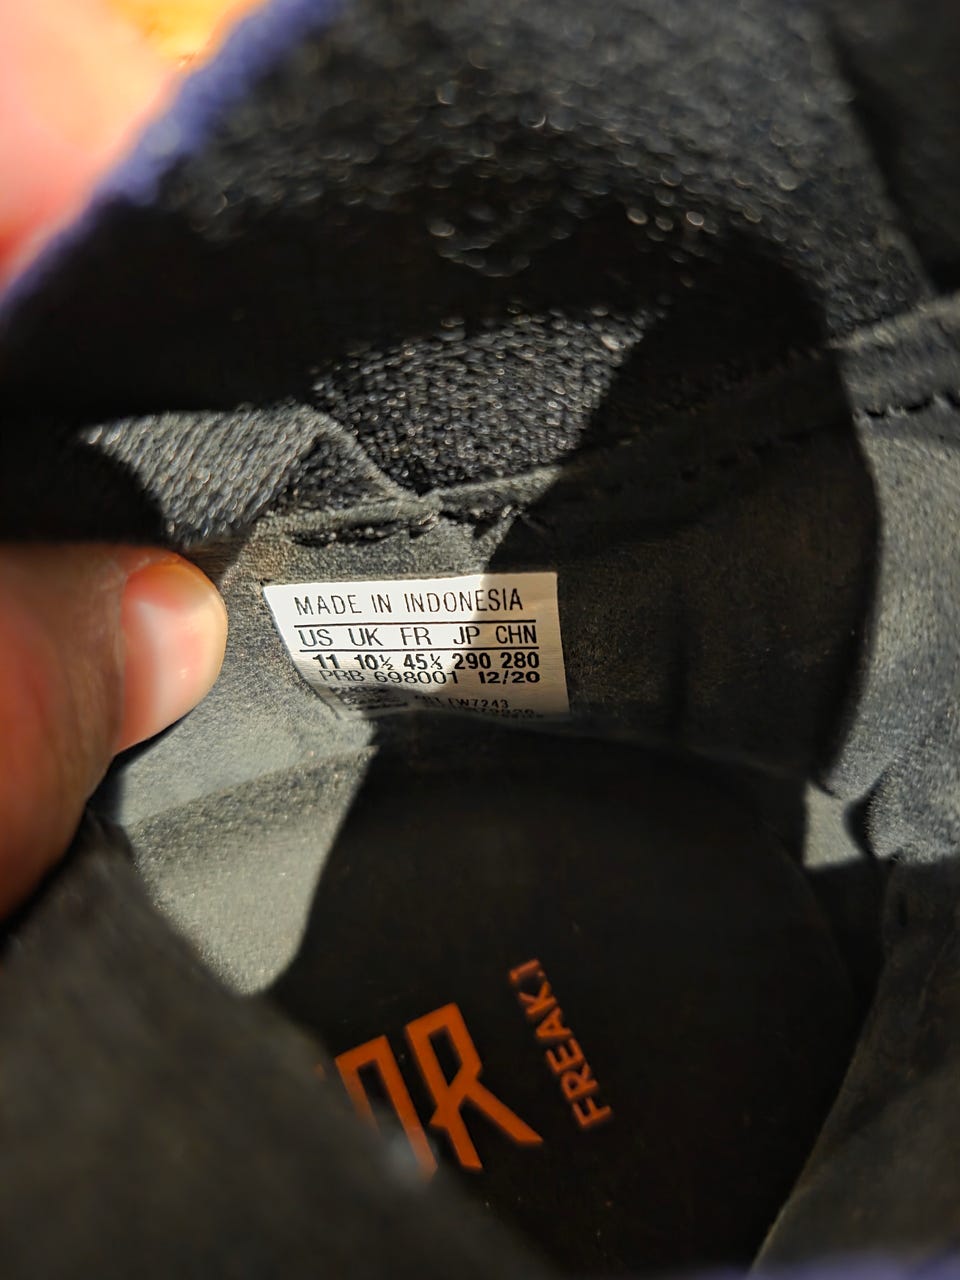 MADE IN INDONESIA
US UK FR JP CHN
11 10½ 45⅓ 290 280
PRB 698001 12/20
FW7243
FREAK.1